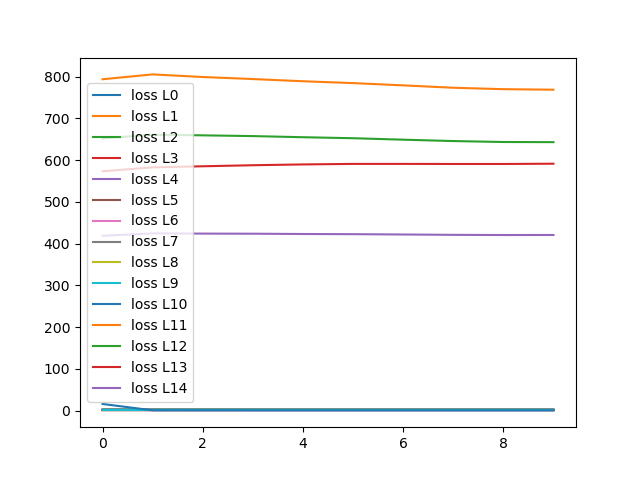 800
700
600
500
400
300
200
100
0
loss L0
loss L1
loss L2
loss L3
loss L4
loss L5
loss L6
loss L7
loss L8
loss L9
loss L10
loss L11
loss L12
loss L13
loss L14
0 2 4 6 8